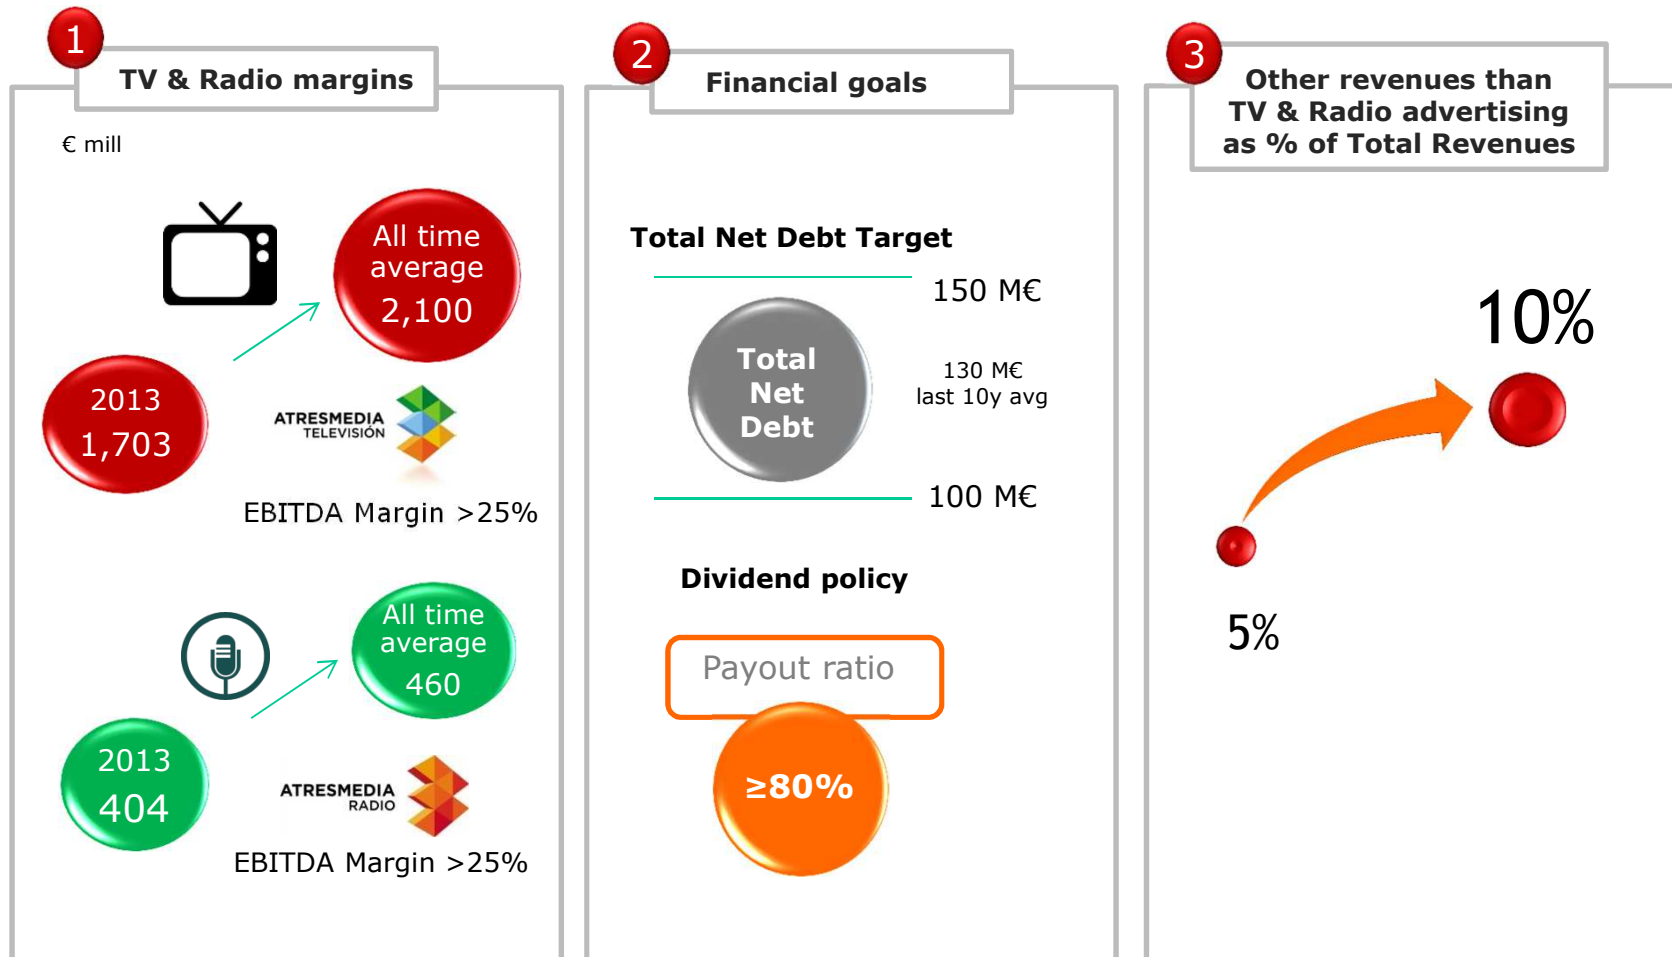 1
TV & Radio margins
€ mill
All time
average
2,100
2013
1,703
ATRESMEDIA
TELEVISIÓN
EBITDA Margin >25%
All time
average
460
2013
404
ATRESMEDIA
RADIO
EBITDA Margin >25%
2
Financial goals
Total Net Debt Target
150 M€
Total
Net
Debt
130 M€
last 10y avg
100 M€
Dividend policy
Payout ratio
≥80%
3
Other revenues than
TV & Radio advertising
as % of Total Revenues
10%
5%